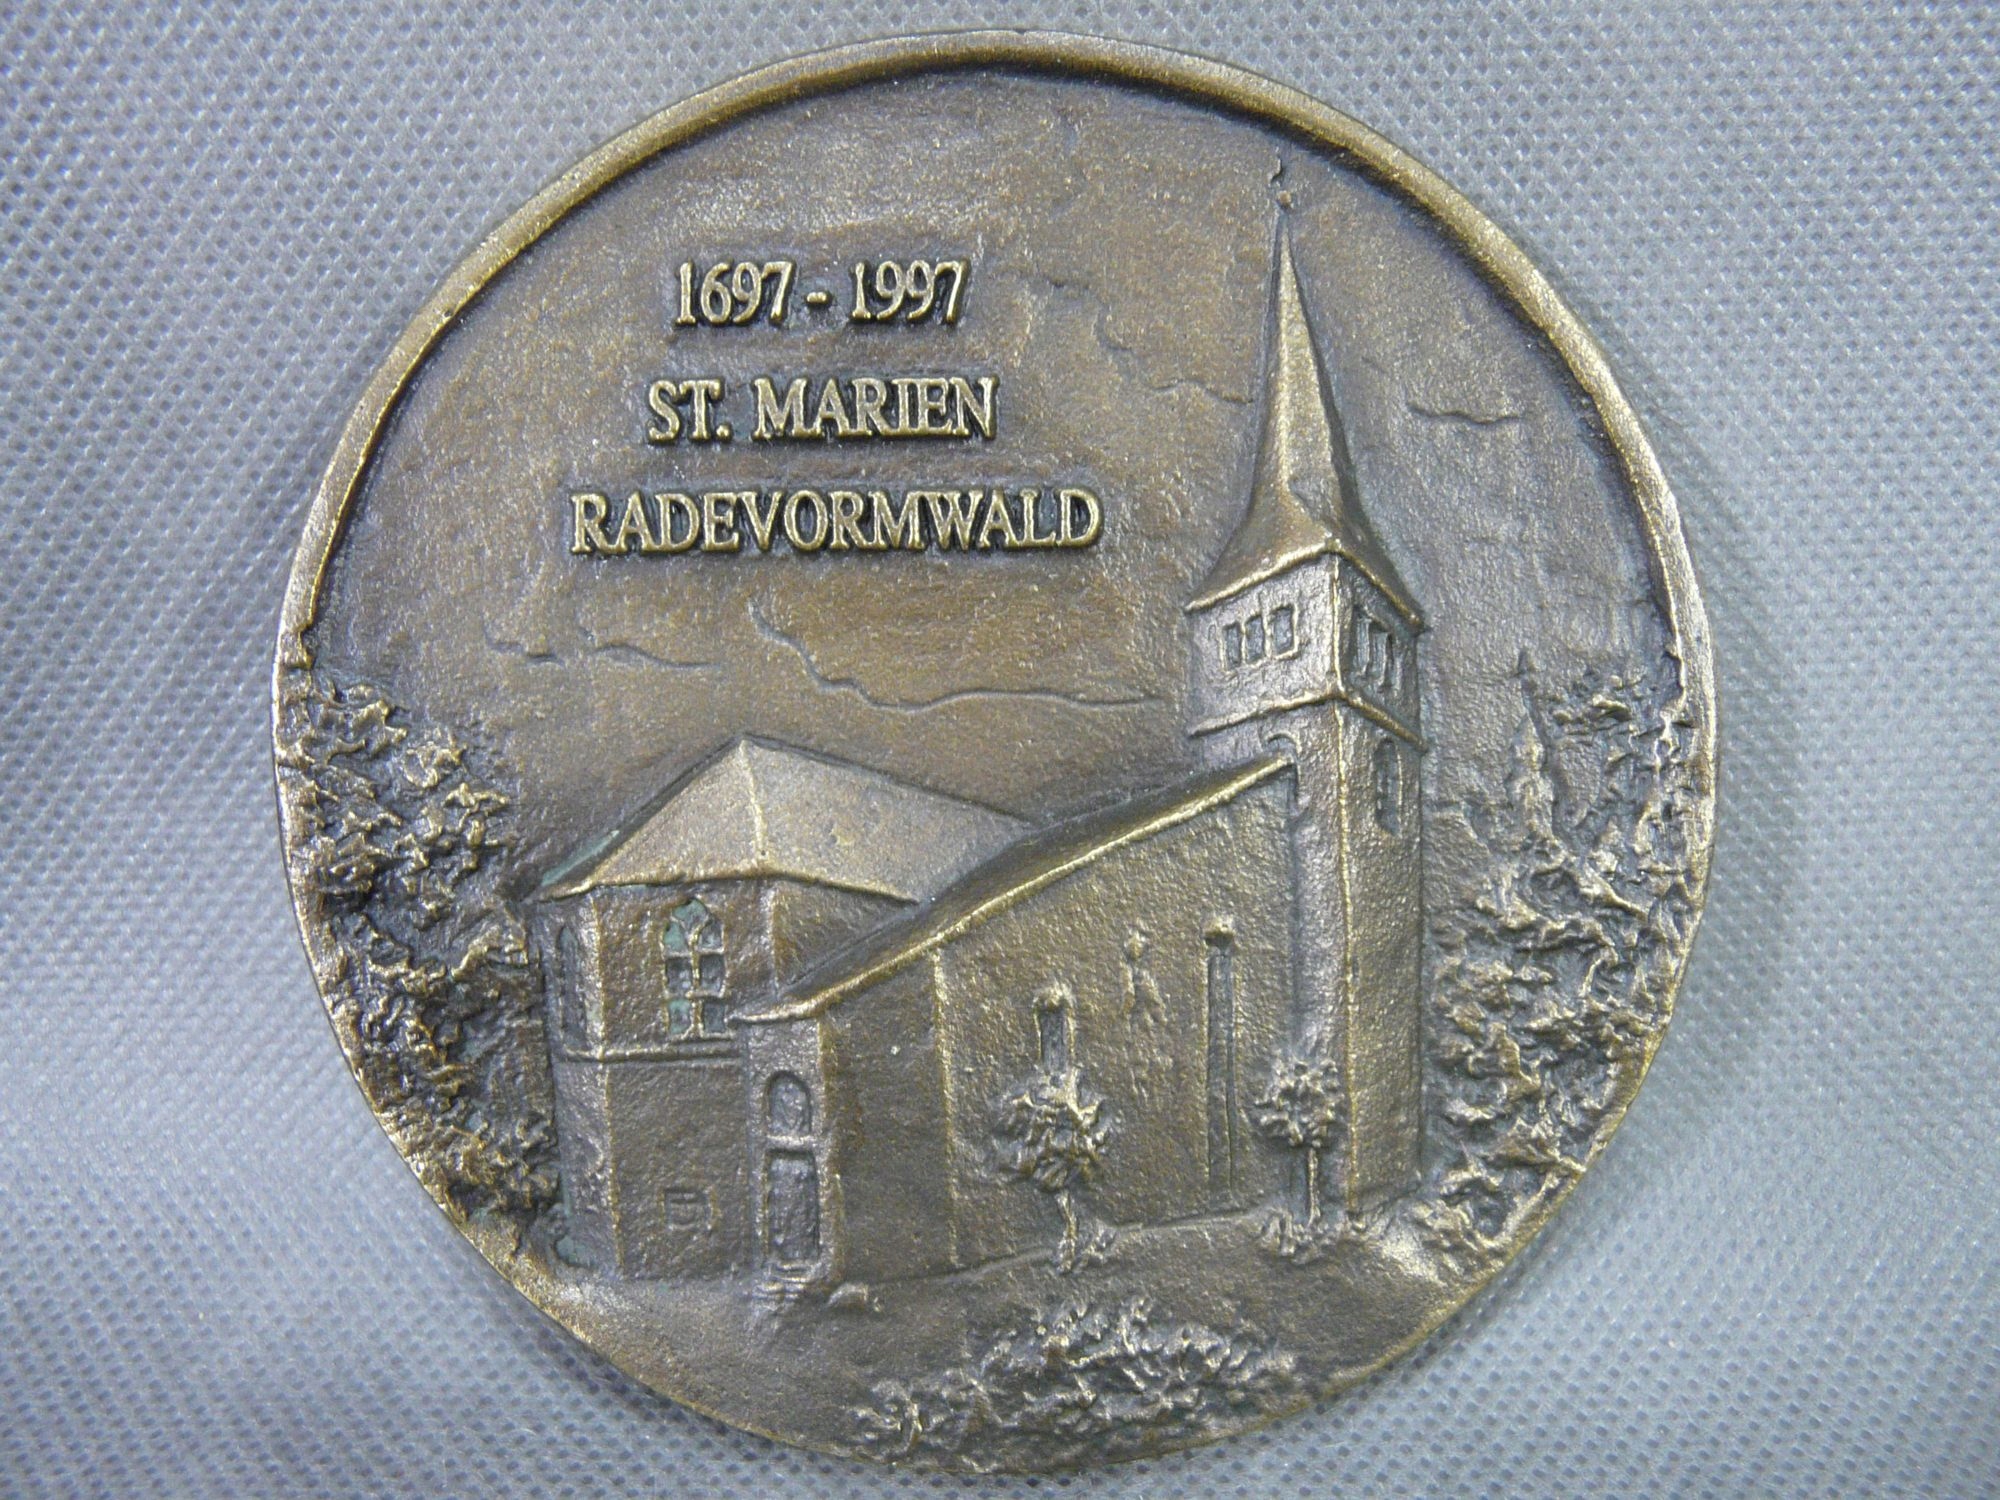 1697 - 1997
ST. MARIEN
RADEVORMWALD